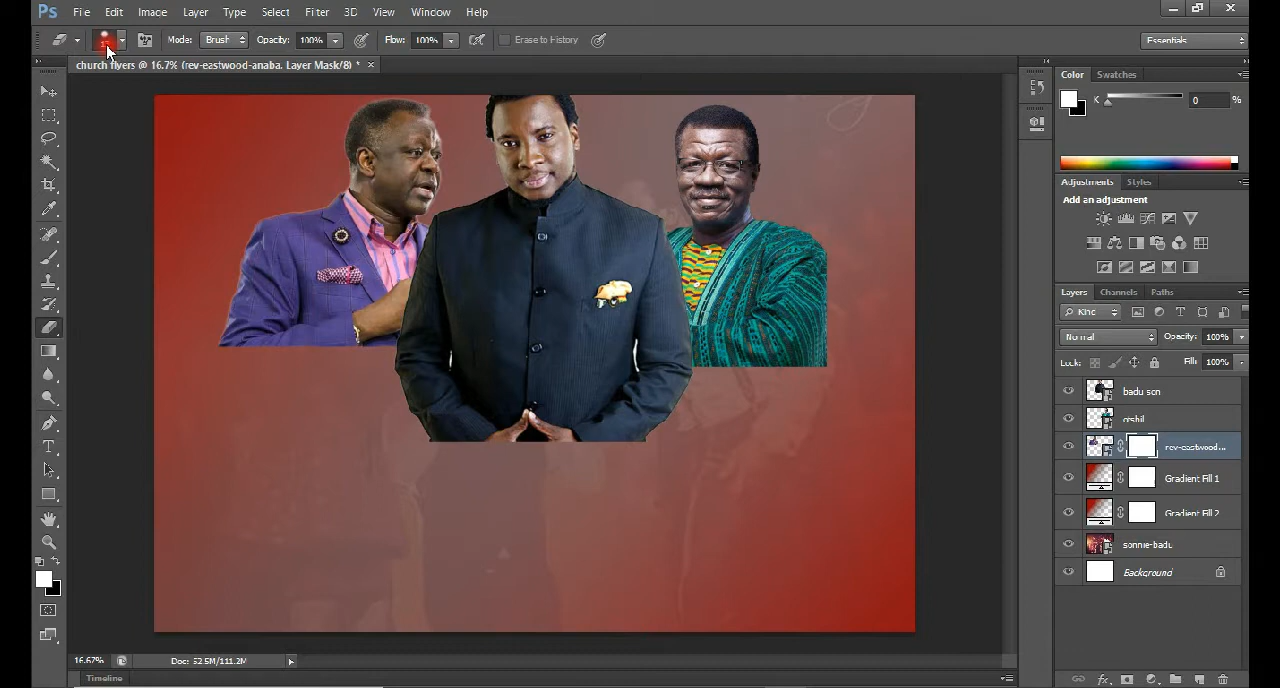 Ps File Edit Image Layer Type Select Filter 3D View Window Help
Mode: Brush Opacity: 100% Flow: 100% Erase to History Essentials
church flyers @ 16.7% (rev-eastwood-anaba, Layer Mask/8) *
Color Swatches
K 0 %
Adjustments Styles
Add an adjustment
Layers Channels Paths
Kind
Normal Opacity: 100%
Lock: Fill: 100%
badu son
otabil
rev-eastwood...
Gradient Fill 1
Gradient Fill 2
sonnie-badu
Background
16.67% Doc: 52.5M/111.2M
Timeline